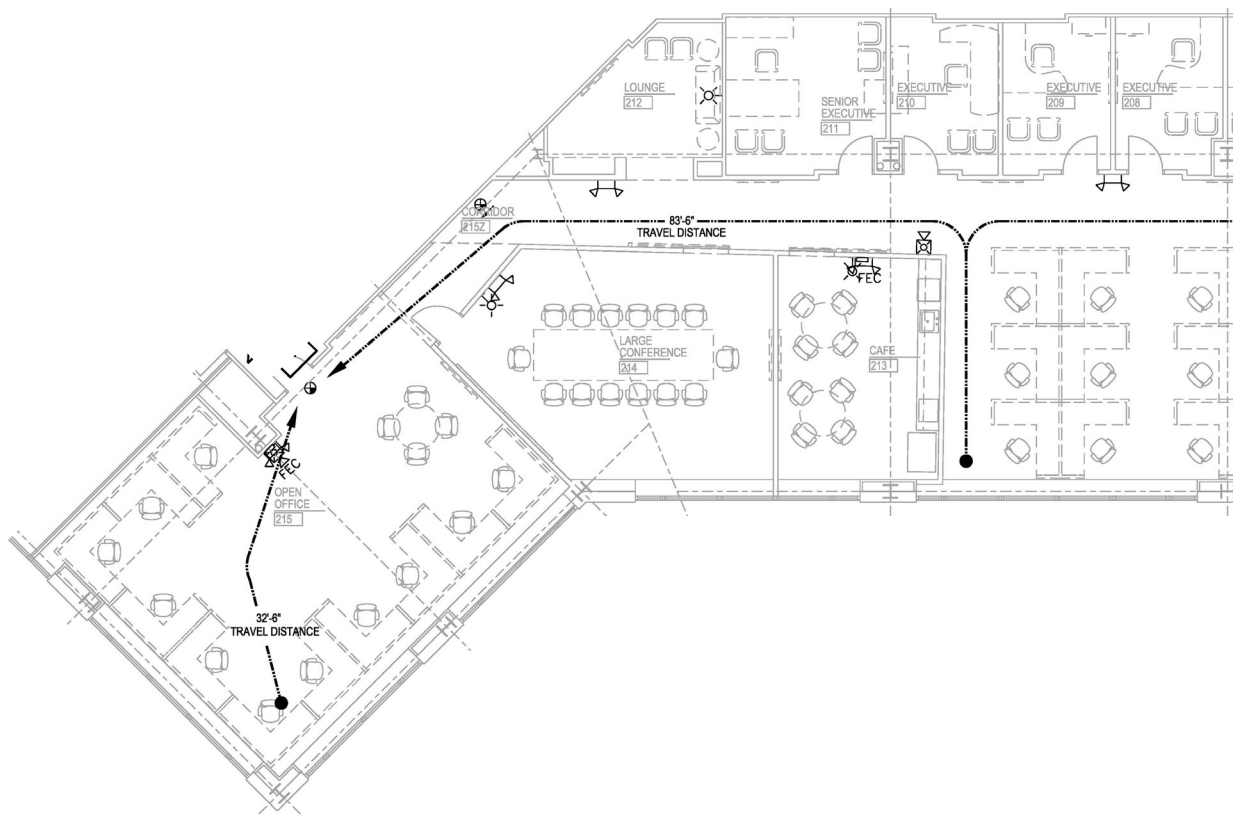 LOUNGE
212
SENIOR
EXECUTIVE
211
EXECUTIVE
210
EXECUTIVE
209
EXECUTIVE
208
CORRIDOR
215Z
83'-6"
TRAVEL DISTANCE
FEC
LARGE
CONFERENCE
214
CAFE
213
FEC
OPEN
OFFICE
215
32'-6"
TRAVEL DISTANCE